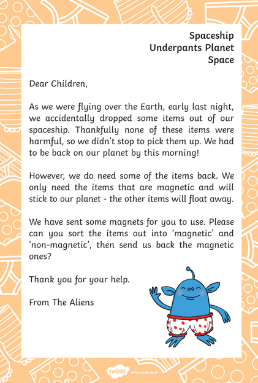 Spaceship
Underpants Planet
Space
Dear Children,
As we were flying over the Earth, early last night,
we accidentally dropped some items out of our
spaceship. Thankfully none of these items were
harmful, so we didn't stop to pick them up. We had
to be back on our planet by this morning!
However, we do need some of the items back. We
only need the items that are magnetic and will
stick to our planet - the other items will float away.
We have sent some magnets for you to use. Please
can you sort the items out into 'magnetic' and
'non-magnetic', then send us back the magnetic
ones?
Thank you for your help.
From The Aliens
twinkl